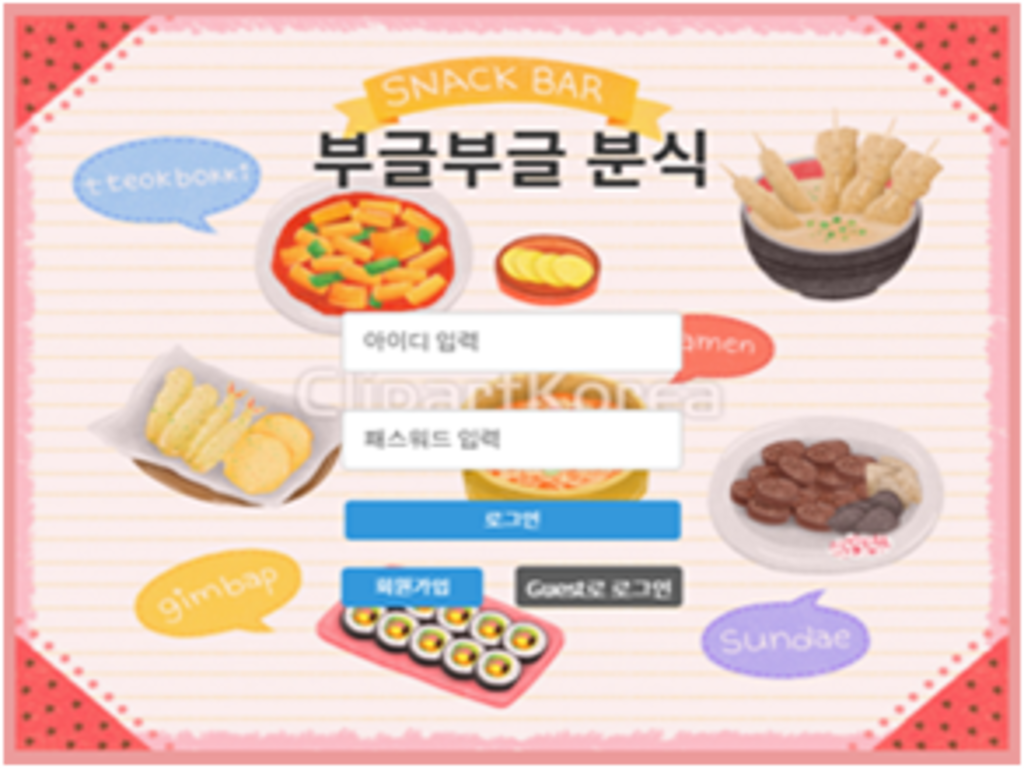 SNACK BAR
부글부글 분식
tteokbokki
아이디 입력
amen
ClipartKorea
패스워드 입력
로그인
회원가입
Guest로 로그인
gimbap
Sundae